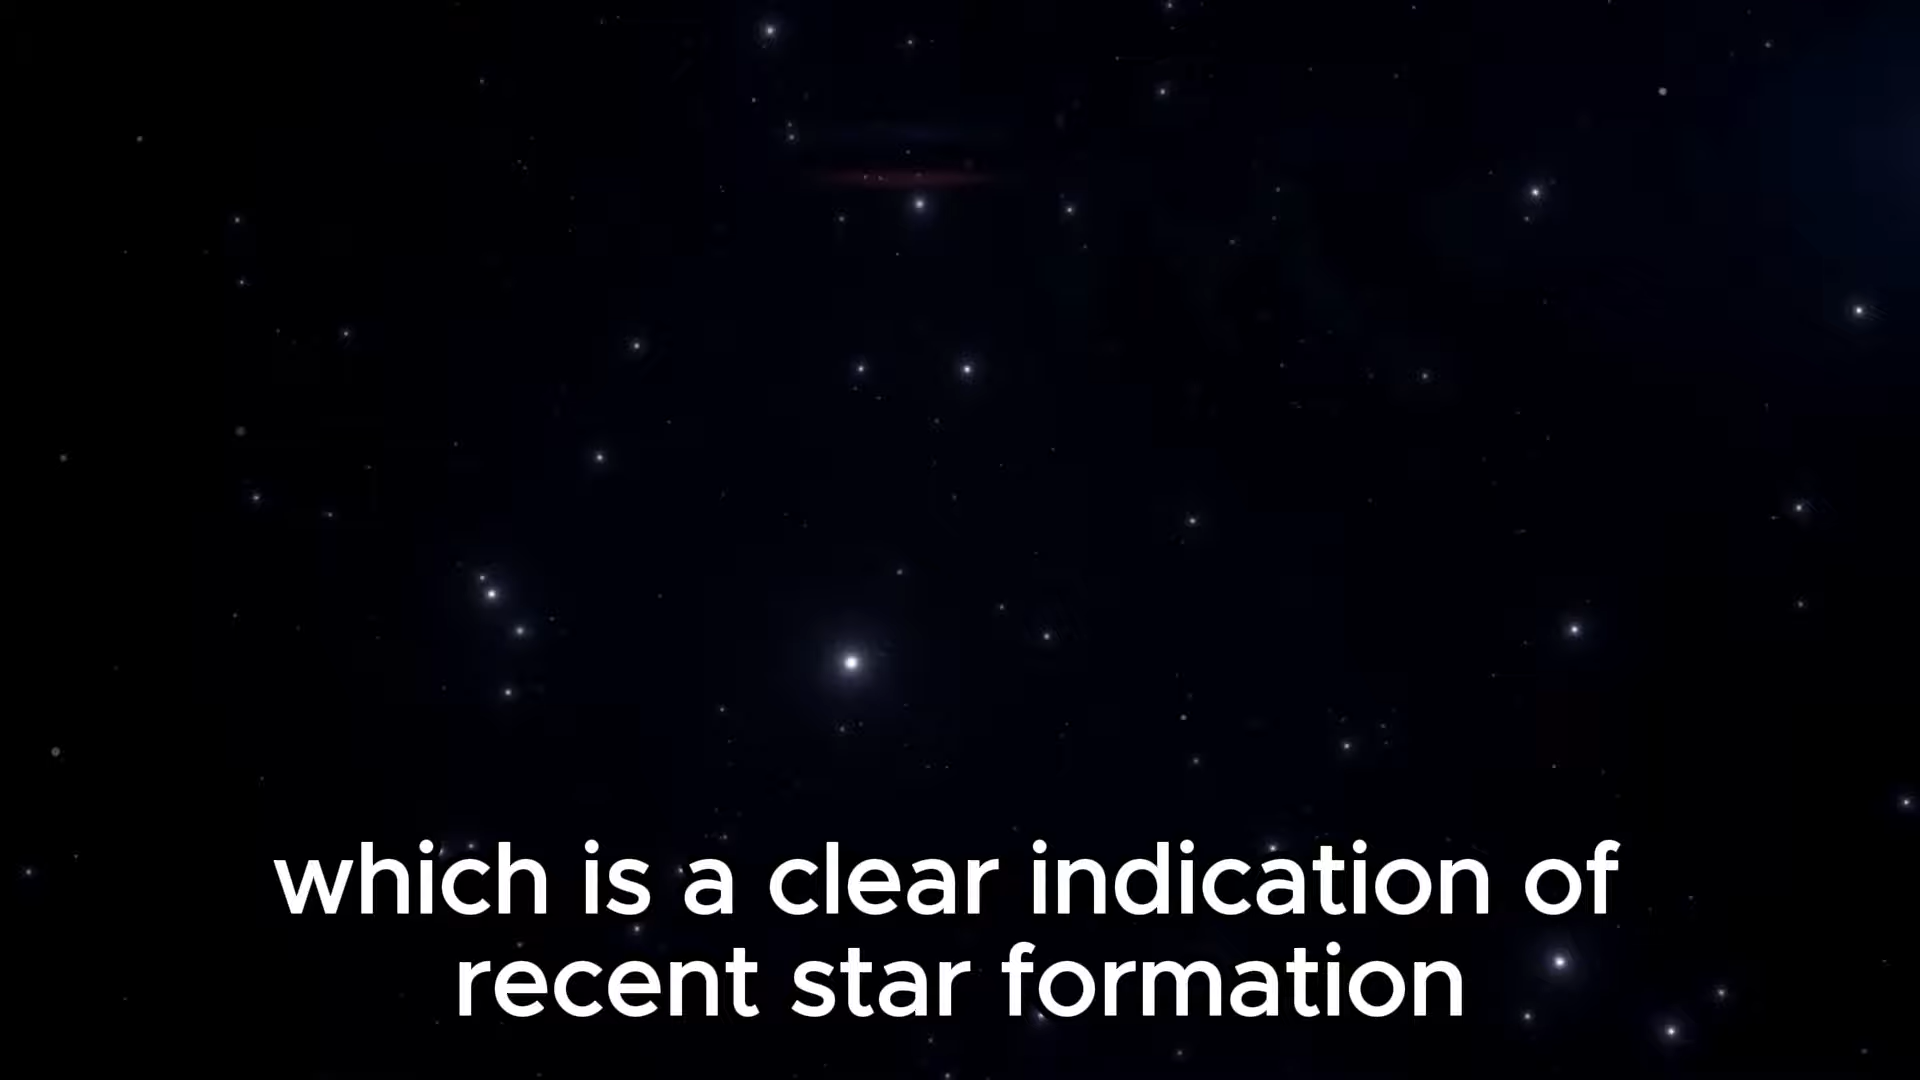 which is a clear indication of
recent star formation